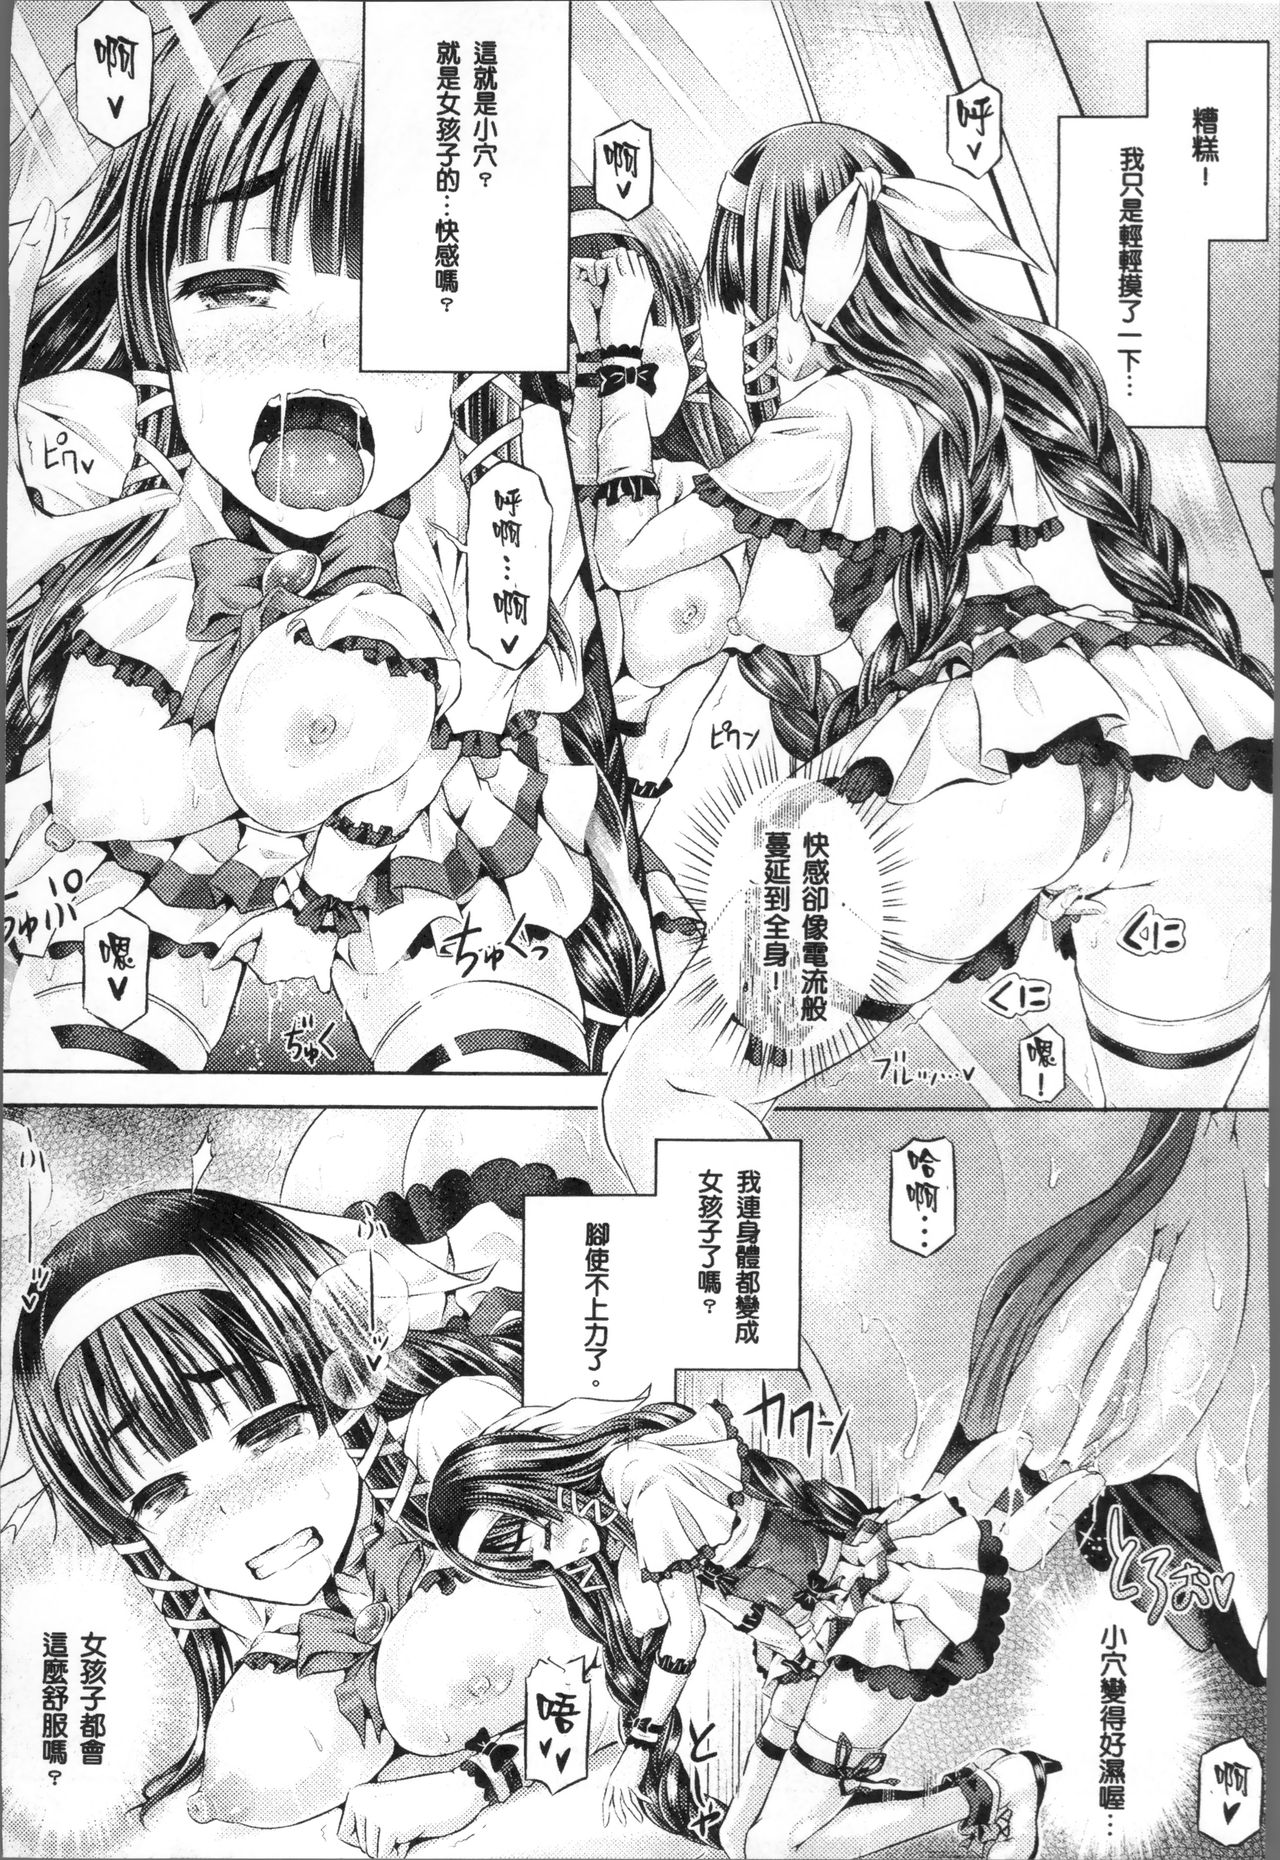 糟糕!
我只是輕輕摸了一下…
呼♥
啊♥
快感卻像電流般
蔓延到全身!
ピクン
くに
くに
嗯!
ブルッ…♥
這就是小穴?
就是女孩子的…快感嗎?
啊♥
ピク♥
呼啊…啊♥
ちゅぷ
嗯♥
ちゅくっ
ぢゅく
哈啊…
とろぉ♥
小穴變得好濕喔…
啊♥
我連身體都變成
女孩子了嗎?
腳使不上力了。
カクーン
唔♥♥
女孩子都會
這麼舒服嗎?